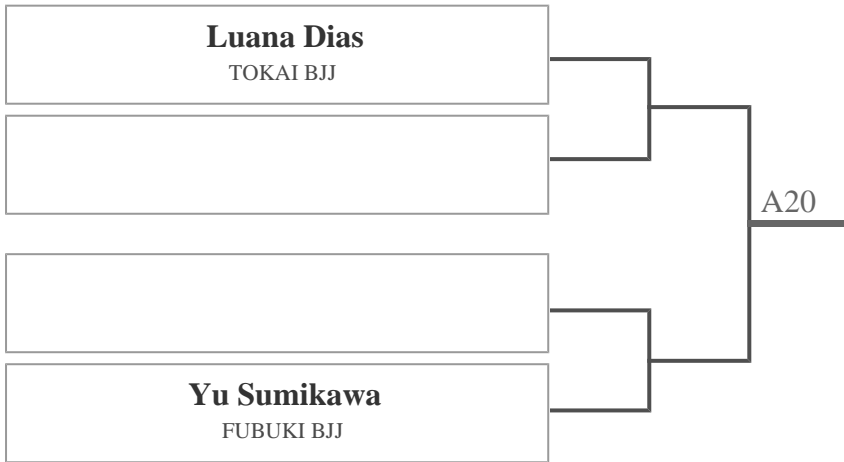 Luana Dias
TOKAI BJJ
A20
Yu Sumikawa
FUBUKI BJJ